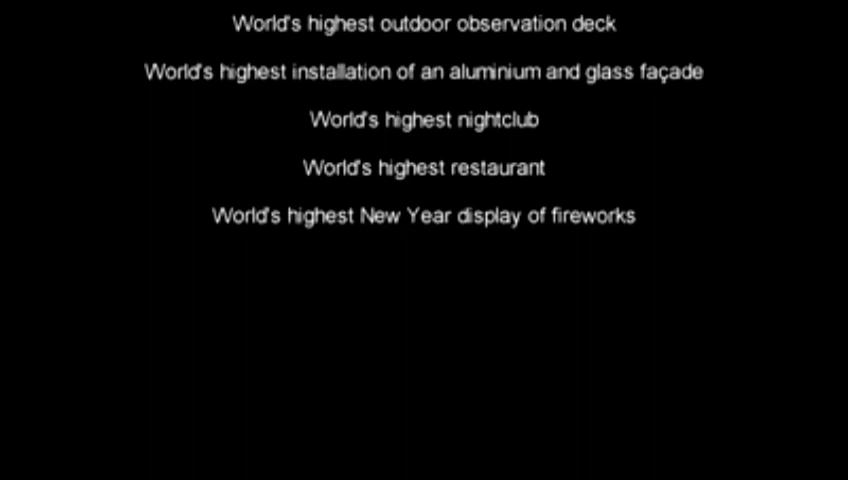 World's highest outdoor observation deck
World's highest installation of an aluminium and glass façade
World's highest nightclub
World's highest restaurant
World's highest New Year display of fireworks